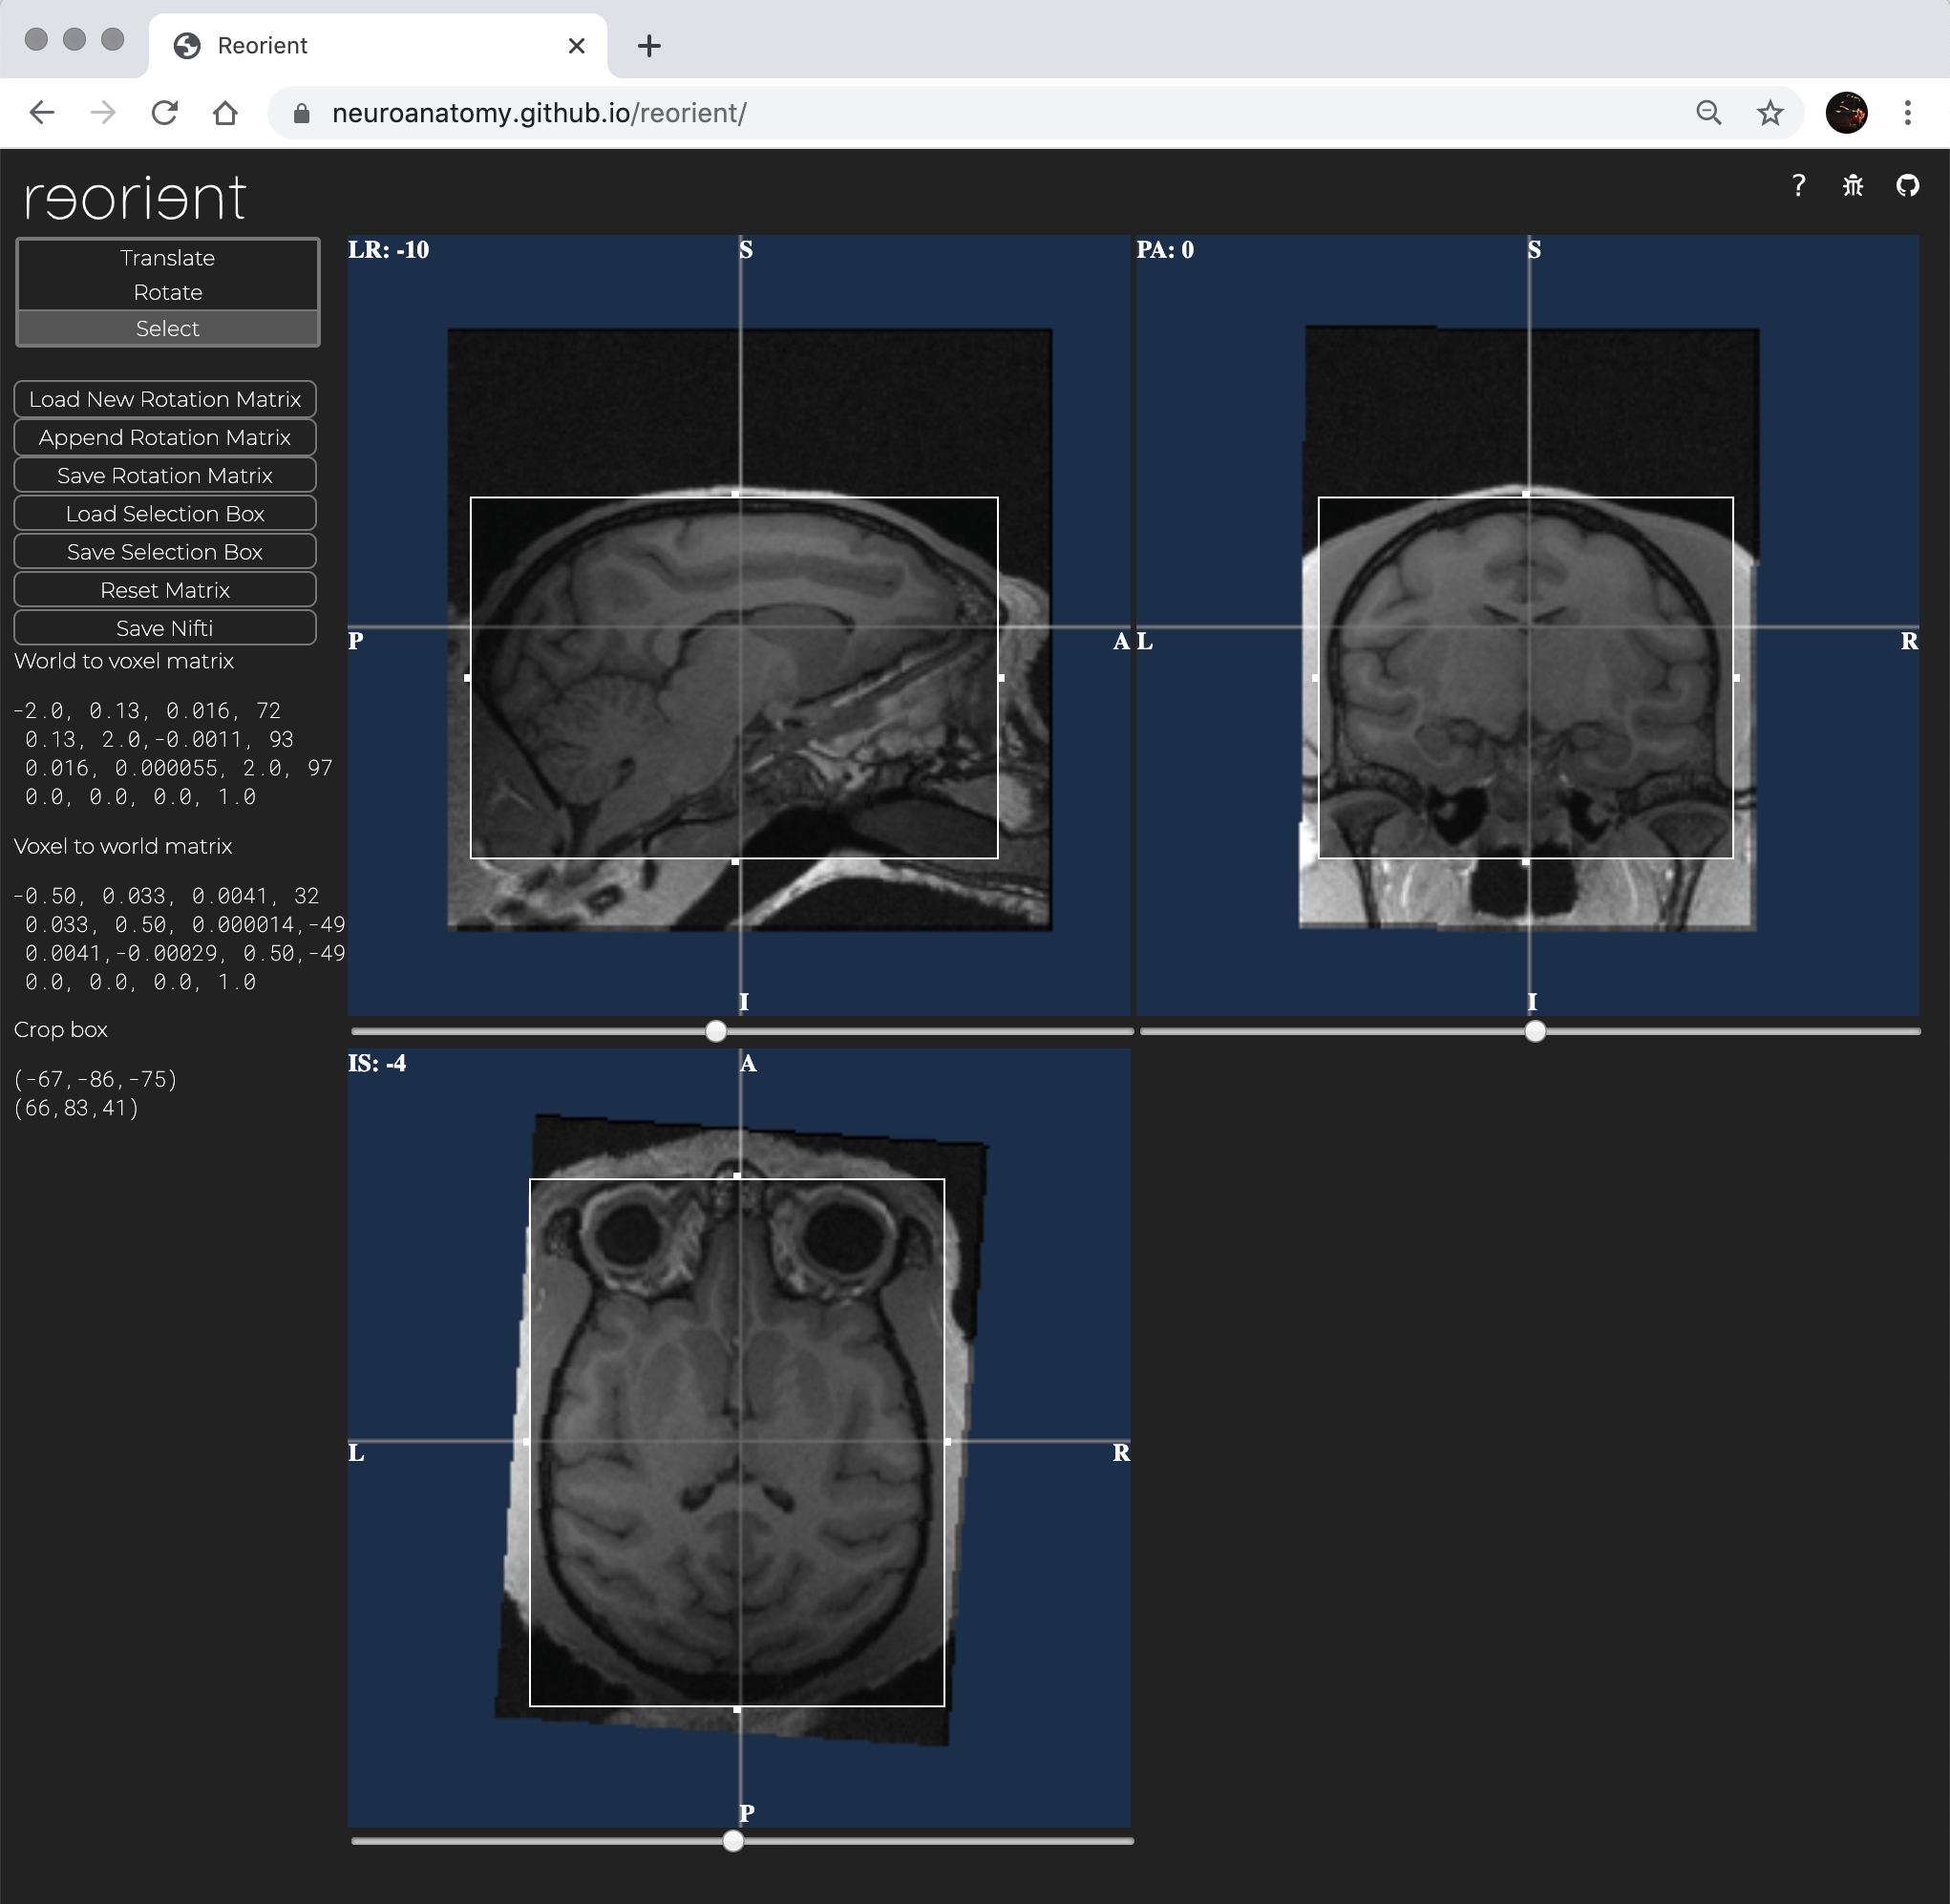 Reorient
neuroanatomy.github.io/reorient/
reorient
?
Translate
Rotate
Select
Load New Rotation Matrix
Append Rotation Matrix
Save Rotation Matrix
Load Selection Box
Save Selection Box
Reset Matrix
Save Nifti
World to voxel matrix
-2.0, 0.13, 0.016, 72
0.13, 2.0,-0.0011, 93
0.016, 0.000055, 2.0, 97
0.0, 0.0, 0.0, 1.0
Voxel to world matrix
-0.50, 0.033, 0.0041, 32
0.033, 0.50, 0.000014,-49
0.0041,-0.00029, 0.50,-49
0.0, 0.0, 0.0, 1.0
Crop box
(-67,-86,-75)
(66,83,41)
LR: -10
S
P
A
I
PA: 0
S
L
R
I
IS: -4
A
L
R
P